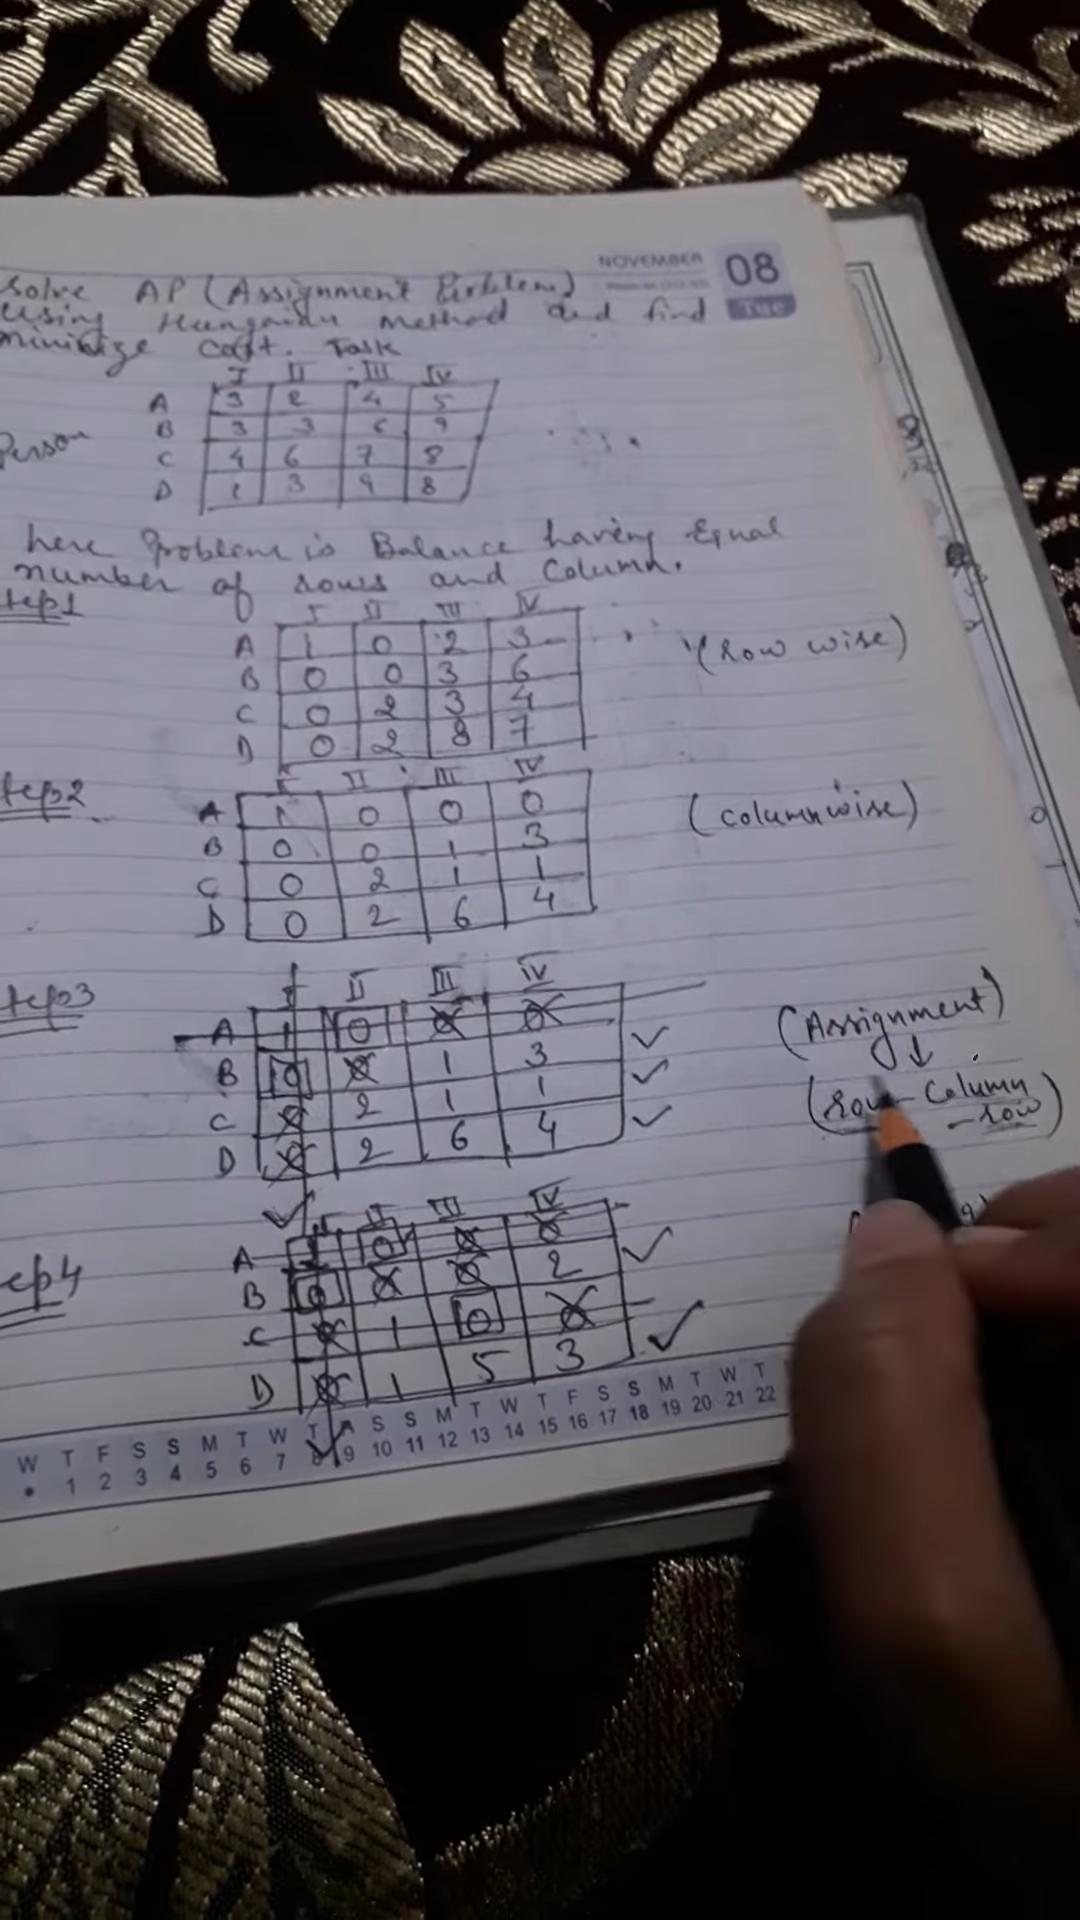 NOVEMBER 08
Tue
Solve AP (Assignment Problem)
using Hungarian method and find
minimize cost. Task
I II III IV
A 3 2 4 5
B 3 3 6 9
Person
C 4 6 7 8
D 1 3 9 8
here Problem is Balance having Equal
number of rows and column.
tep1
I II III IV
A 1 0 2 3
(row wise)
B 0 0 3 6
C 0 2 3 4
D 0 2 8 7
tep2
I II III IV
A 1 0 0 0
(columnwise)
B 0 0 1 3
C 0 2 1 1
D 0 2 6 4
tep3
I II III IV
A 1 0 0 0
(Assignment)
B 0 0 1 3
C 0 2 1 1
(row - Column
- row)
D 0 2 6 4
I II III IV
ep4
A 0 0 0
B 0 0 0 2
C 0 1 0 0
D 0 1 5 3
W T F S S M T W T F S S M T W T F S S M T W T
1 2 3 4 5 6 7 8 9 10 11 12 13 14 15 16 17 18 19 20 21 22